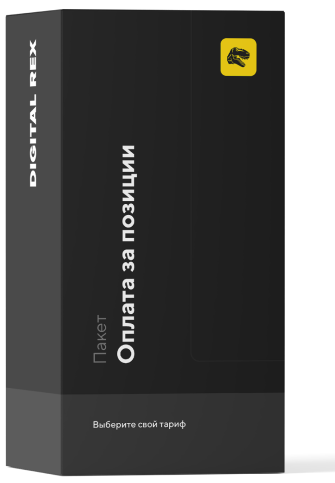 DIGITAL REX
Пакет
Оплата за позиции
Выберите свой тариф